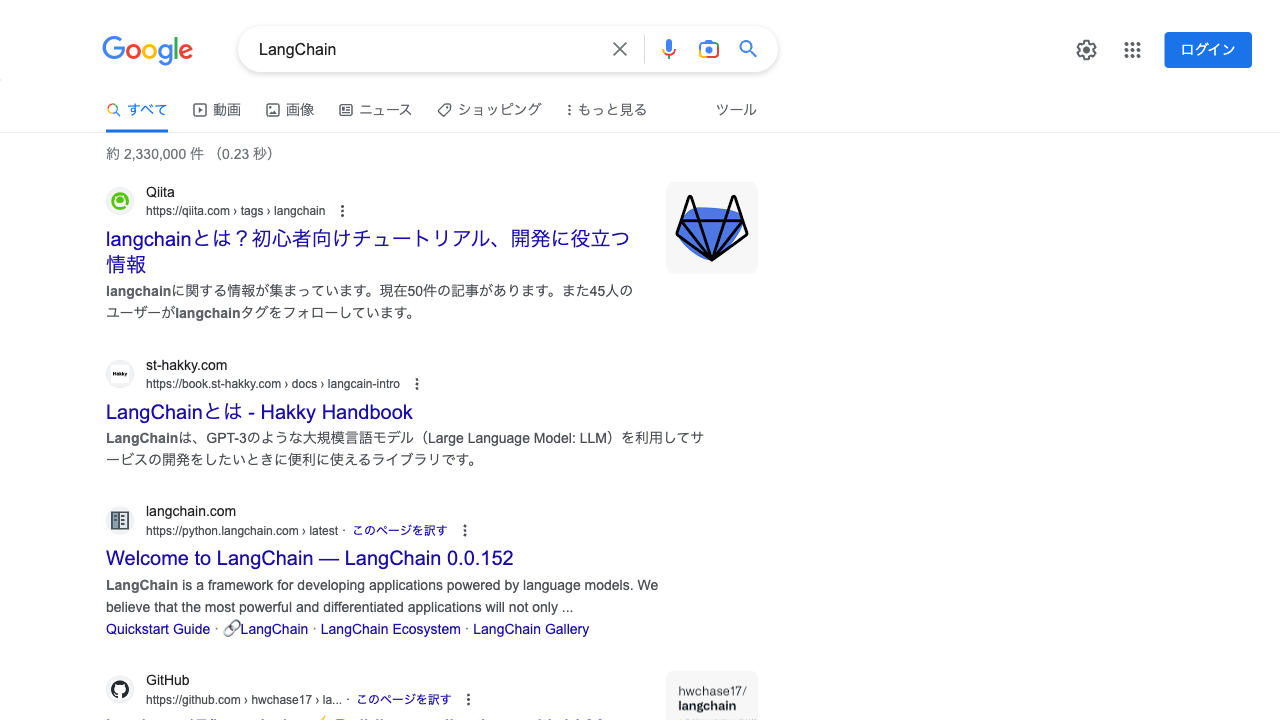 Google
LangChain
ログイン
すべて 動画 画像 ニュース ショッピング もっと見る ツール
約 2,330,000 件 （0.23 秒）
Qiita
https://qiita.com › tags › langchain
langchainとは？初心者向けチュートリアル、開発に役立つ
情報
langchainに関する情報が集まっています。現在50件の記事があります。また45人の
ユーザーがlangchainタグをフォローしています。
Hakky
st-hakky.com
https://book.st-hakky.com › docs › langcain-intro
LangChainとは - Hakky Handbook
LangChainは、GPT-3のような大規模言語モデル（Large Language Model: LLM）を利用してサ
ービスの開発をしたいときに便利に使えるライブラリです。
langchain.com
https://python.langchain.com › latest · このページを訳す
Welcome to LangChain — LangChain 0.0.152
LangChain is a framework for developing applications powered by language models. We
believe that the most powerful and differentiated applications will not only ...
Quickstart Guide · 🔗LangChain · LangChain Ecosystem · LangChain Gallery
GitHub
https://github.com › hwchase17 › la... · このページを訳す
hwchase17/
langchain